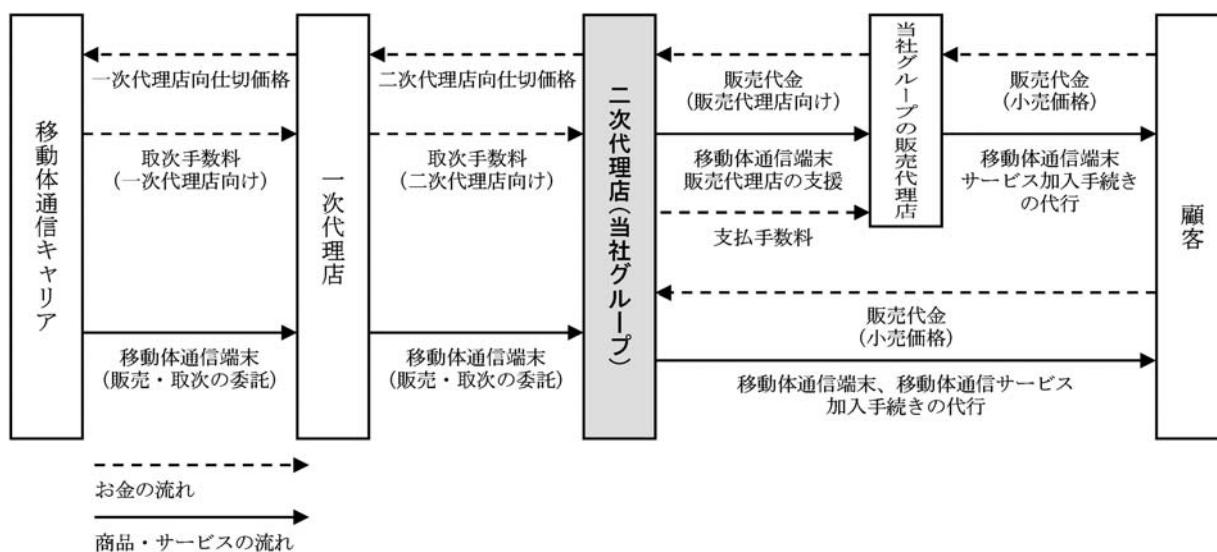 移動体通信キャリア
一次代理店向仕切価格
取次手数料
(一次代理店向け)
移動体通信端末
(販売・取次の委託)
一次代理店
二次代理店向仕切価格
取次手数料
(二次代理店向け)
移動体通信端末
(販売・取次の委託)
二次代理店(当社グループ)
販売代金
(販売代理店向け)
移動体通信端末
販売代理店の支援
支払手数料
当社グループの販売代理店
販売代金
(小売価格)
移動体通信端末
サービス加入手続き
の代行
販売代金
(小売価格)
移動体通信端末、移動体通信サービス
加入手続きの代行
顧客
お金の流れ
商品・サービスの流れ